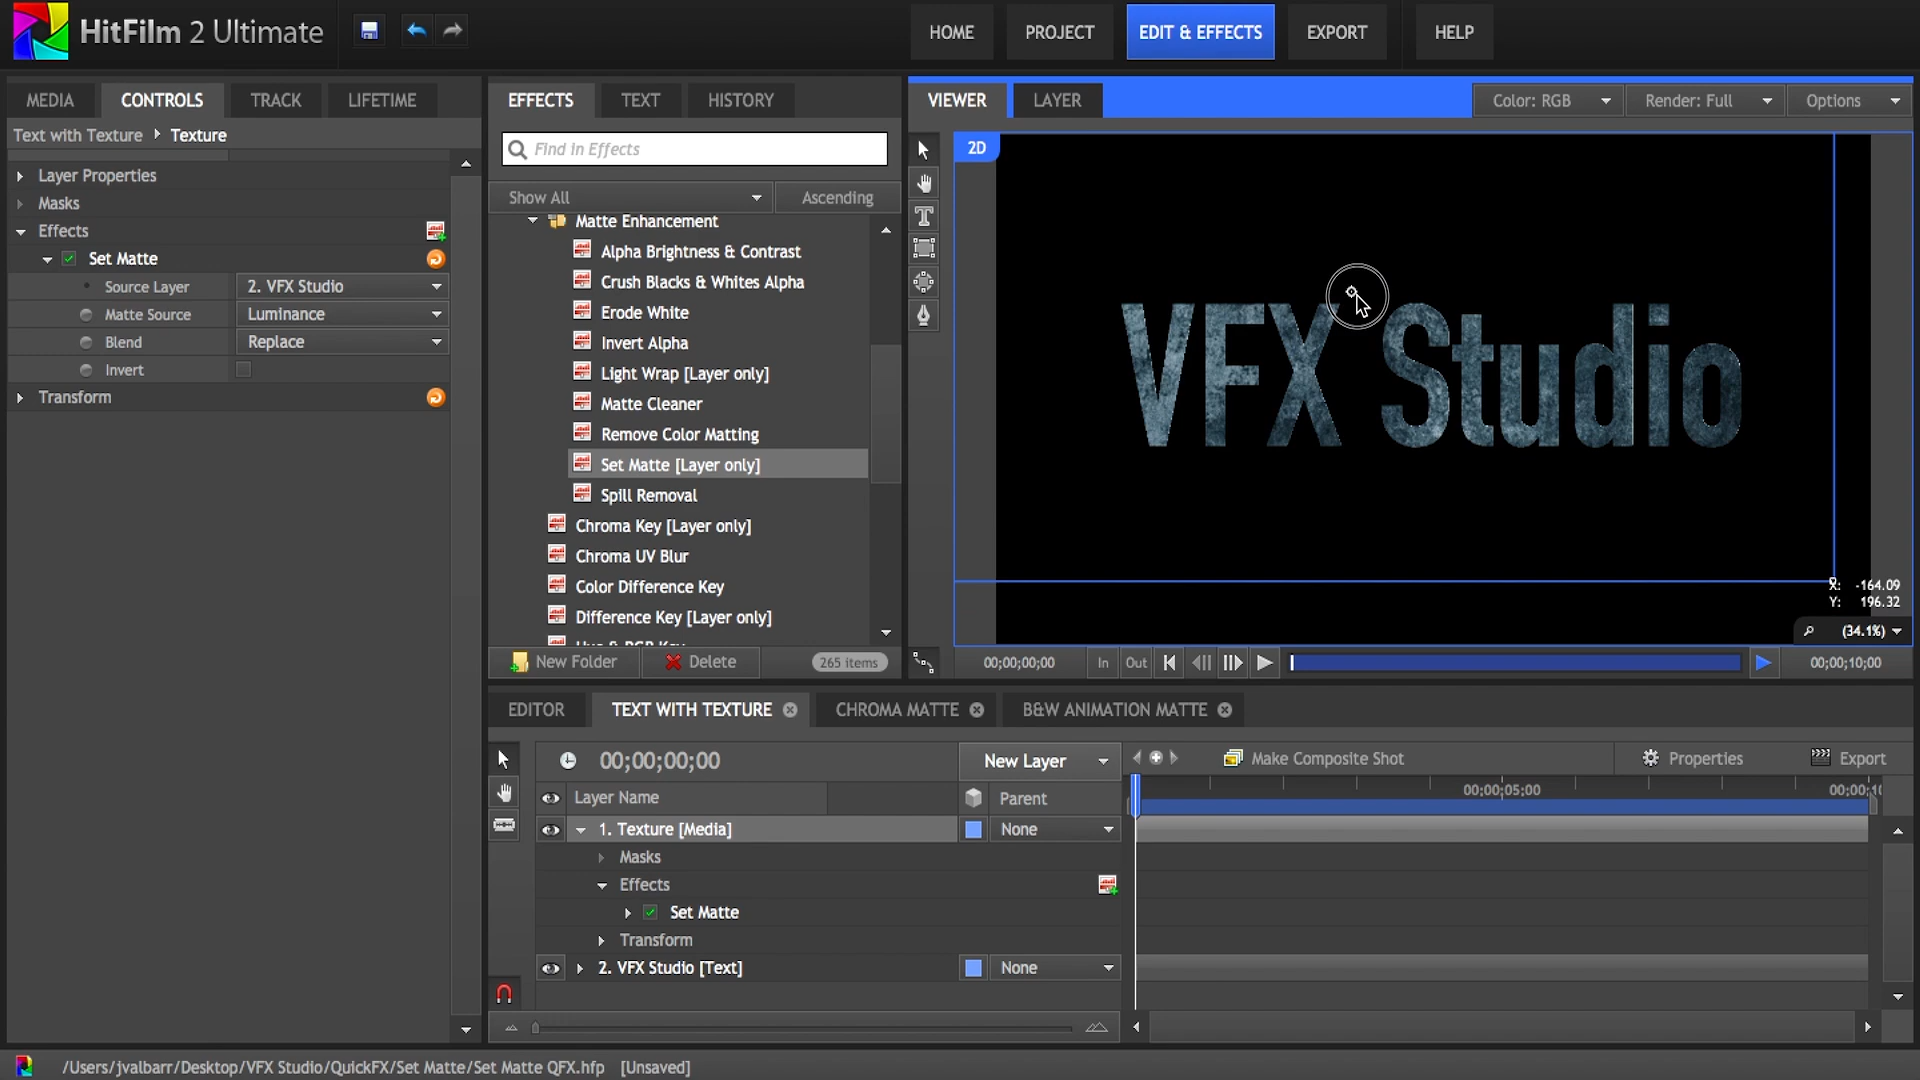 HitFilm 2 Ultimate
HOME
PROJECT
EDIT & EFFECTS
EXPORT
HELP
MEDIA
CONTROLS
TRACK
LIFETIME
Text with Texture
Texture
Layer Properties
Masks
Effects
Set Matte
Source Layer
2. VFX Studio
Matte Source
Luminance
Blend
Replace
Invert
Transform
EFFECTS
TEXT
HISTORY
Find in Effects
Show All
Ascending
Matte Enhancement
Alpha Brightness & Contrast
Crush Blacks & Whites Alpha
Erode White
Invert Alpha
Light Wrap [Layer only]
Matte Cleaner
Remove Color Matting
Set Matte [Layer only]
Spill Removal
Chroma Key [Layer only]
Chroma UV Blur
Color Difference Key
Difference Key [Layer only]
New Folder
Delete
265 items
VIEWER
LAYER
Color: RGB
Render: Full
Options
2D
VFX Studio
X: -164.09
Y: 196.32
(34.1%)
00;00;00;00
In
Out
00;00;10;00
EDITOR
TEXT WITH TEXTURE
CHROMA MATTE
B&W ANIMATION MATTE
00;00;00;00
New Layer
Make Composite Shot
Properties
Export
Layer Name
Parent
00;00;05;00
1. Texture [Media]
None
Masks
Effects
Set Matte
Transform
2. VFX Studio [Text]
None
/Users/jvalbarr/Desktop/VFX Studio/QuickFX/Set Matte/Set Matte QFX.hfp [Unsaved]